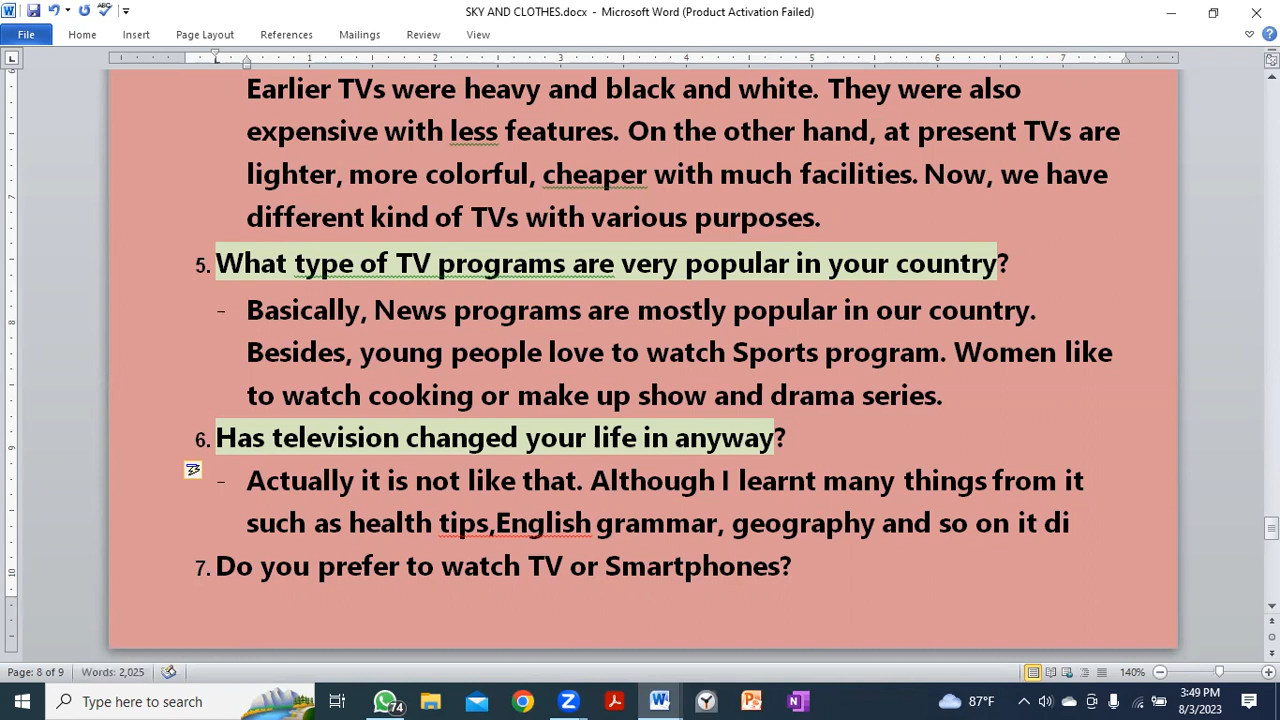 SKY AND CLOTHES.docx - Microsoft Word (Product Activation Failed)
File Home Insert Page Layout References Mailings Review View
1 2 3 4 5 6 7
Earlier TVs were heavy and black and white. They were also
expensive with less features. On the other hand, at present TVs are
lighter, more colorful, cheaper with much facilities. Now, we have
different kind of TVs with various purposes.
5. What type of TV programs are very popular in your country?
- Basically, News programs are mostly popular in our country.
Besides, young people love to watch Sports program. Women like
to watch cooking or make up show and drama series.
6. Has television changed your life in anyway?
- Actually it is not like that. Although I learnt many things from it
such as health tips,English grammar, geography and so on it di
7. Do you prefer to watch TV or Smartphones?
Page: 8 of 9 Words: 2,025 140%
Type here to search 74 87°F 3:49 PM
8/3/2023